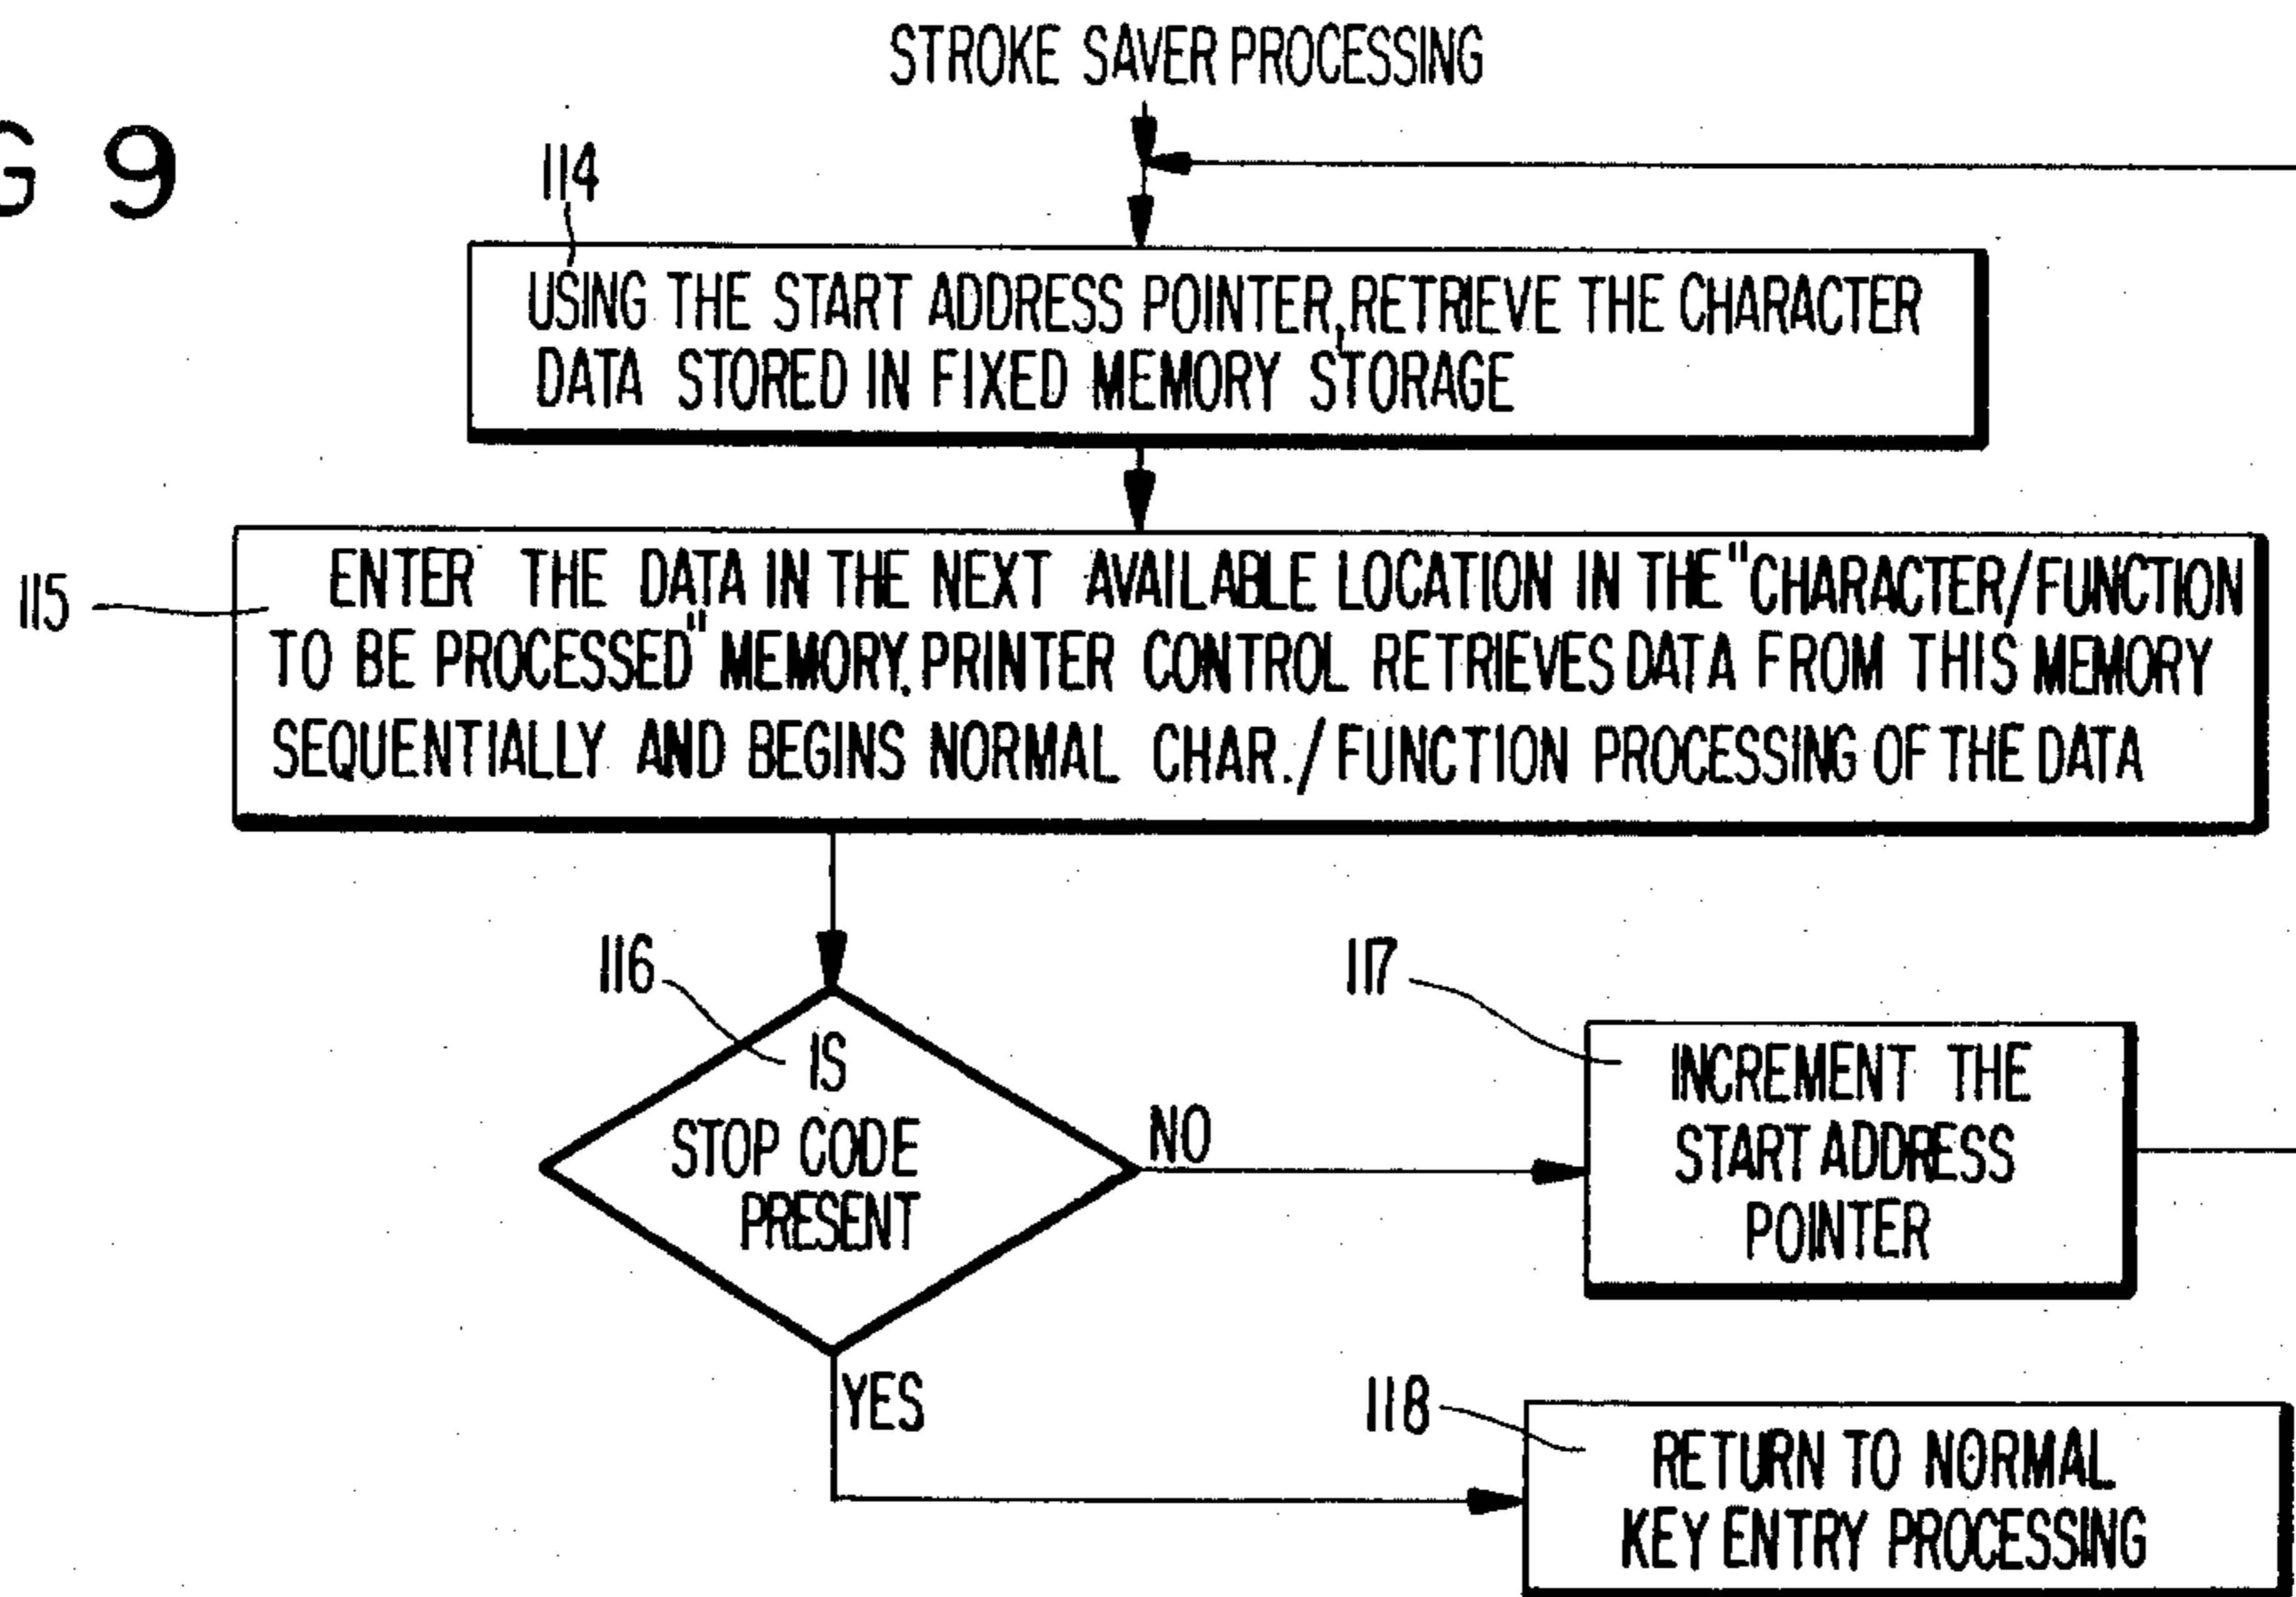 G 9
STROKE SAVER PROCESSING
114
USING THE START ADDRESS POINTER, RETRIEVE THE CHARACTER
DATA STORED IN FIXED MEMORY STORAGE
115
ENTER THE DATA IN THE NEXT AVAILABLE LOCATION IN THE "CHARACTER/FUNCTION
TO BE PROCESSED" MEMORY. PRINTER CONTROL RETRIEVES DATA FROM THIS MEMORY
SEQUENTIALLY AND BEGINS NORMAL CHAR./FUNCTION PROCESSING OF THE DATA
116
IS
STOP CODE
PRESENT
NO
117
INCREMENT THE
START ADDRESS
POINTER
YES
118
RETURN TO NORMAL
KEY ENTRY PROCESSING